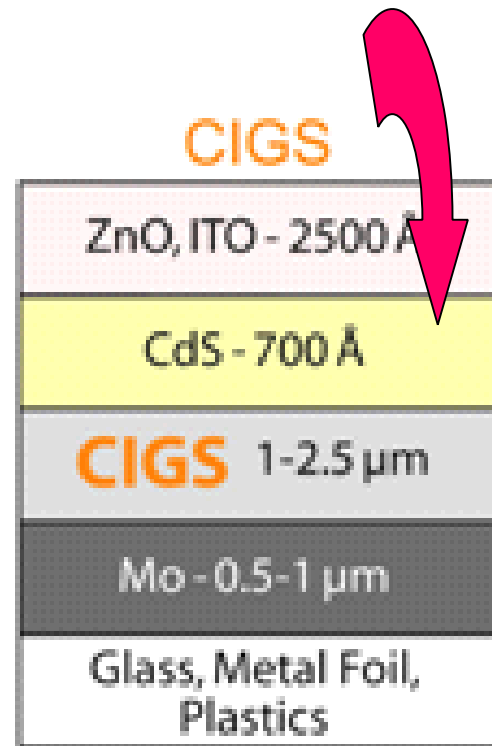 CIGS
ZnO, ITO - 2500 Å
CdS - 700 Å
CIGS 1-2.5 µm
Mo - 0.5-1 µm
Glass, Metal Foil,
Plastics